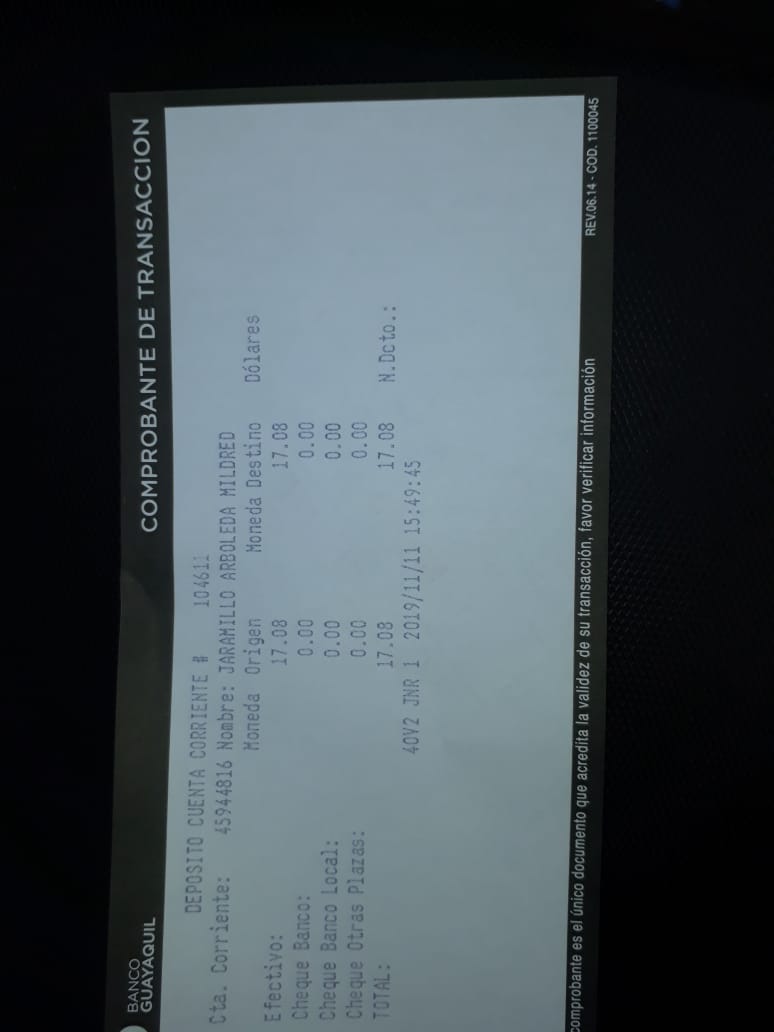 BANCO
GUAYAQUIL
COMPROBANTE DE TRANSACCION
DEPOSITO CUENTA CORRIENTE # 104611
Cta. Corriente: 45944816 Nombre: JARAMILLO ARBOLEDA MILDRED
Moneda Origen Moneda Destino Dólares
Efectivo: 17.08 17.08
Cheque Banco: 0.00 0.00
Cheque Banco Local: 0.00 0.00
Cheque Otras Plazas: 0.00 0.00
TOTAL: 17.08 17.08 N.Dcto.:
40V2 JNR 1 2019/11/11 15:49:45
comprobante es el único documento que acredita la validez de su transacción, favor verificar información
REV.06.14 - COD. 1100045